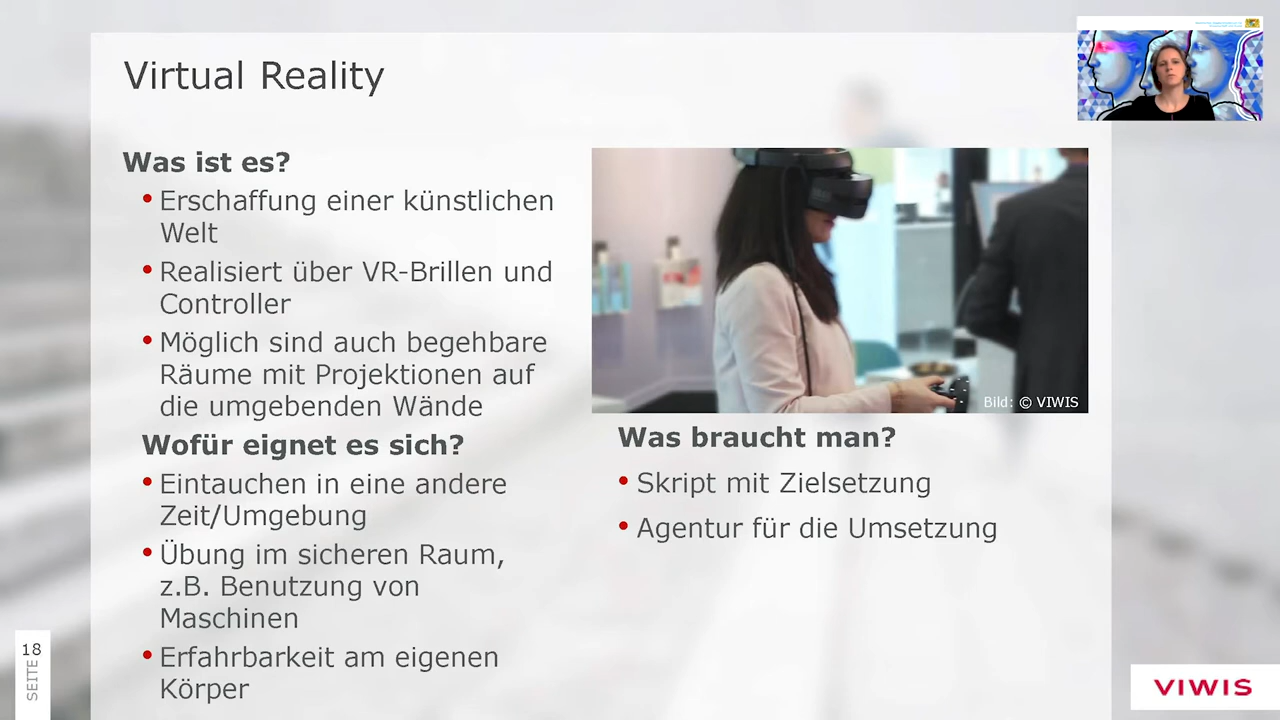 Virtual Reality
Was ist es?
• Erschaffung einer künstlichen
Welt
• Realisiert über VR-Brillen und
Controller
• Möglich sind auch begehbare
Räume mit Projektionen auf
die umgebenden Wände
Wofür eignet es sich?
• Eintauchen in eine andere
Zeit/Umgebung
• Übung im sicheren Raum,
z.B. Benutzung von
Maschinen
• Erfahrbarkeit am eigenen
Körper
Bild: © VIWIS
Was braucht man?
• Skript mit Zielsetzung
• Agentur für die Umsetzung
18
SEITE
VIWIS